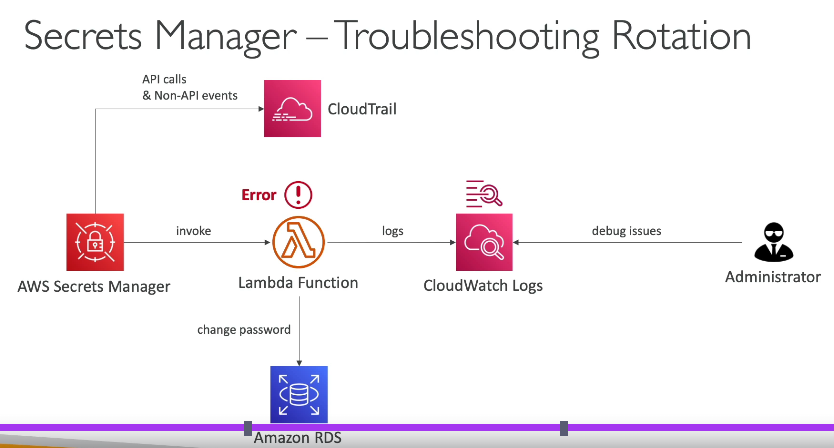 Secrets Manager – Troubleshooting Rotation
API calls
& Non-API events
CloudTrail
Error
invoke
logs
debug issues
AWS Secrets Manager
Lambda Function
CloudWatch Logs
Administrator
change password
Amazon RDS